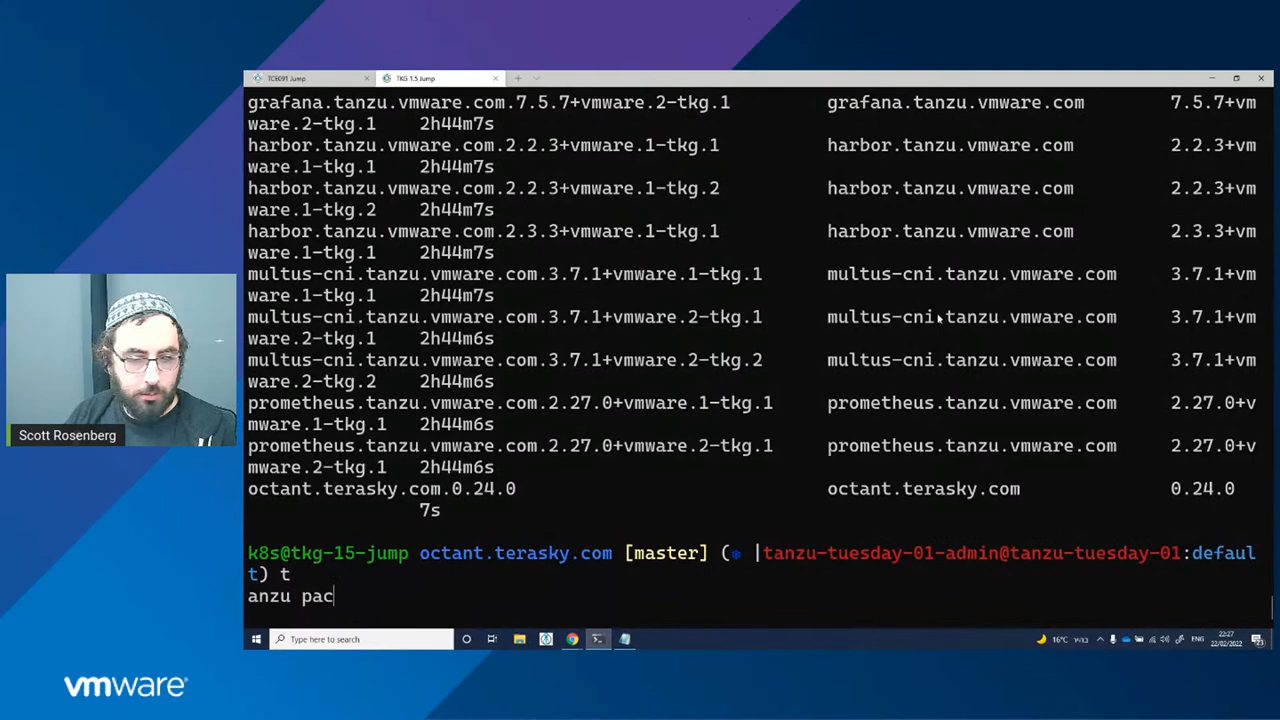 TCE091 Jump
TKG 1.5 Jump
grafana.tanzu.vmware.com.7.5.7+vmware.2-tkg.1 grafana.tanzu.vmware.com 7.5.7+vm
ware.2-tkg.1 2h44m7s
harbor.tanzu.vmware.com.2.2.3+vmware.1-tkg.1 harbor.tanzu.vmware.com 2.2.3+vm
ware.1-tkg.1 2h44m7s
harbor.tanzu.vmware.com.2.2.3+vmware.1-tkg.2 harbor.tanzu.vmware.com 2.2.3+vm
ware.1-tkg.2 2h44m7s
harbor.tanzu.vmware.com.2.3.3+vmware.1-tkg.1 harbor.tanzu.vmware.com 2.3.3+vm
ware.1-tkg.1 2h44m7s
multus-cni.tanzu.vmware.com.3.7.1+vmware.1-tkg.1 multus-cni.tanzu.vmware.com 3.7.1+vm
ware.1-tkg.1 2h44m7s
multus-cni.tanzu.vmware.com.3.7.1+vmware.2-tkg.1 multus-cni.tanzu.vmware.com 3.7.1+vm
ware.2-tkg.1 2h44m6s
multus-cni.tanzu.vmware.com.3.7.1+vmware.2-tkg.2 multus-cni.tanzu.vmware.com 3.7.1+vm
ware.2-tkg.2 2h44m6s
prometheus.tanzu.vmware.com.2.27.0+vmware.1-tkg.1 prometheus.tanzu.vmware.com 2.27.0+v
mware.1-tkg.1 2h44m6s
prometheus.tanzu.vmware.com.2.27.0+vmware.2-tkg.1 prometheus.tanzu.vmware.com 2.27.0+v
mware.2-tkg.1 2h44m6s
octant.terasky.com.0.24.0 octant.terasky.com 0.24.0
7s
k8s@tkg-15-jump octant.terasky.com [master] (⎈ |tanzu-tuesday-01-admin@tanzu-tuesday-01:defaul
t) t
anzu pac
Scott Rosenberg
Type here to search
16°C
ENG
22:27
22/02/2022
vmware®